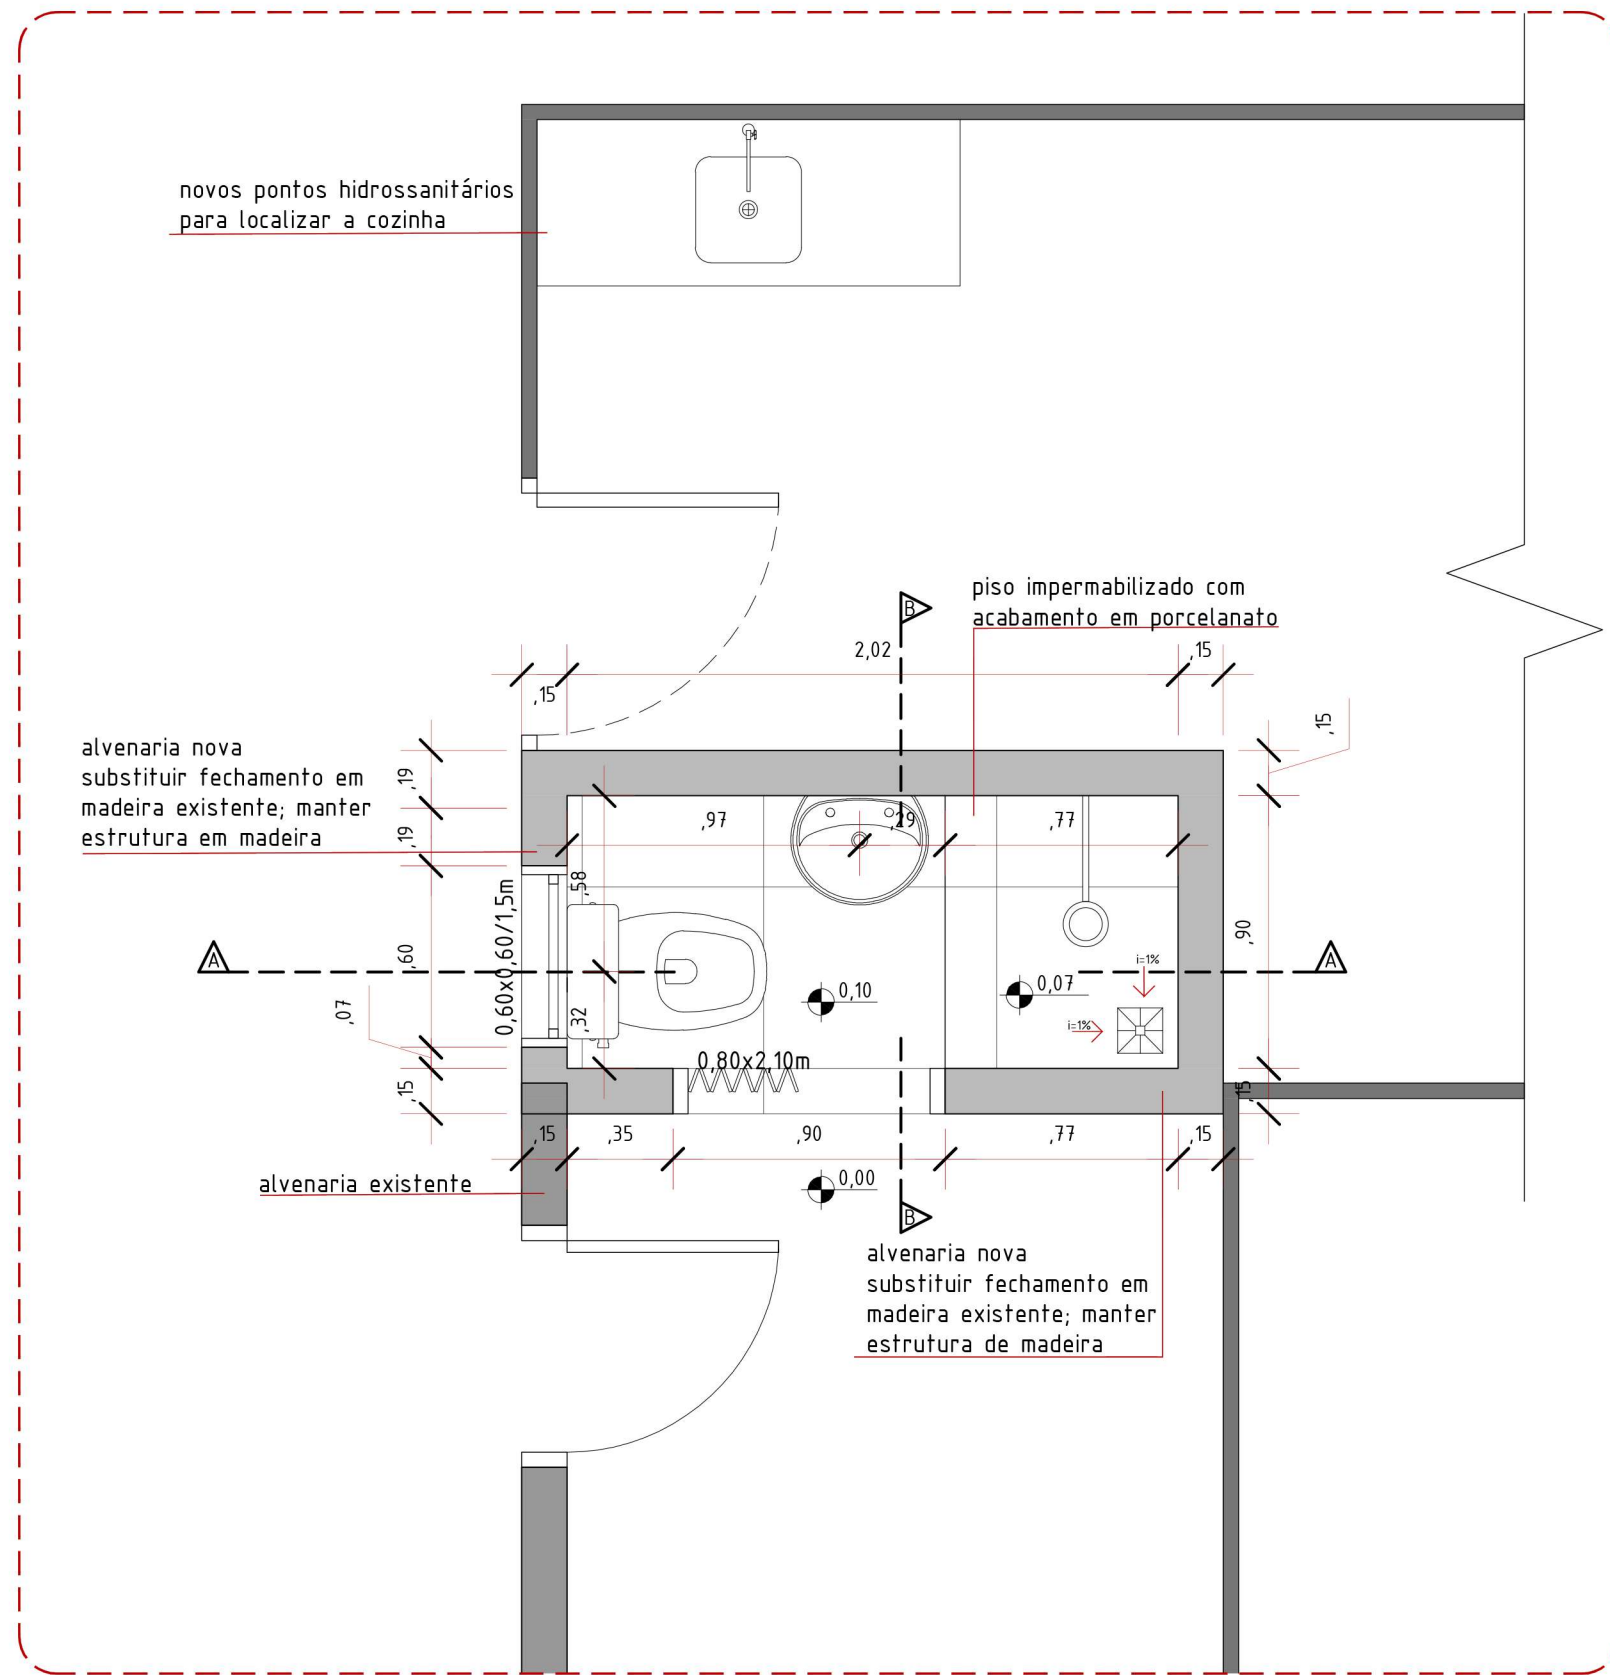 novos pontos hidrossanitários
para localizar a cozinha
piso impermabilizado com
acabamento em porcelanato
B
2,02
,15
,15
,15
alvenaria nova
substituir fechamento em
madeira existente; manter
estrutura em madeira
,19
,19
,60
,07
,15
0,60x0,60/1,5m
,97
,29
,77
,58
,32
A
A
,90
,15
i=1%
i=1%
0,10
0,07
0,80x2,10m
,15
,35
,90
,77
,15
alvenaria existente
0,00
B
alvenaria nova
substituir fechamento em
madeira existente; manter
estrutura de madeira